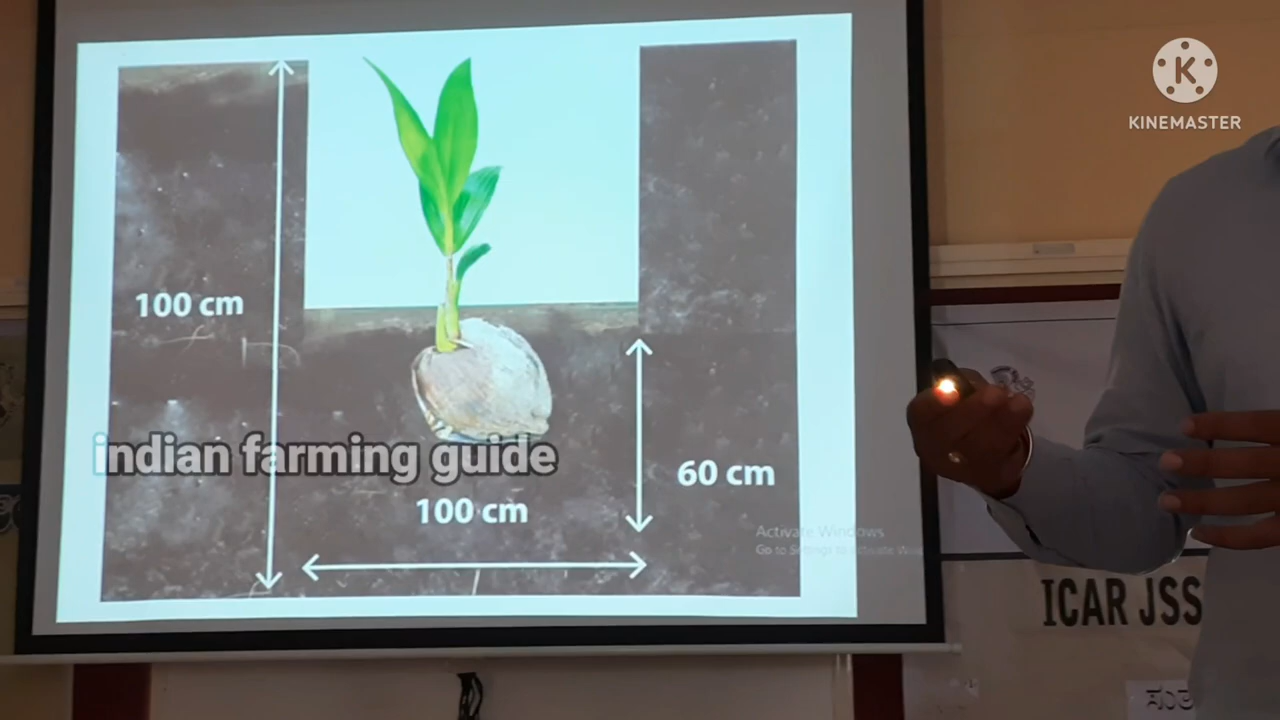 KINEMASTER
100 cm
indian farming guide
60 cm
100 cm
Activate Windows
ICAR JSS